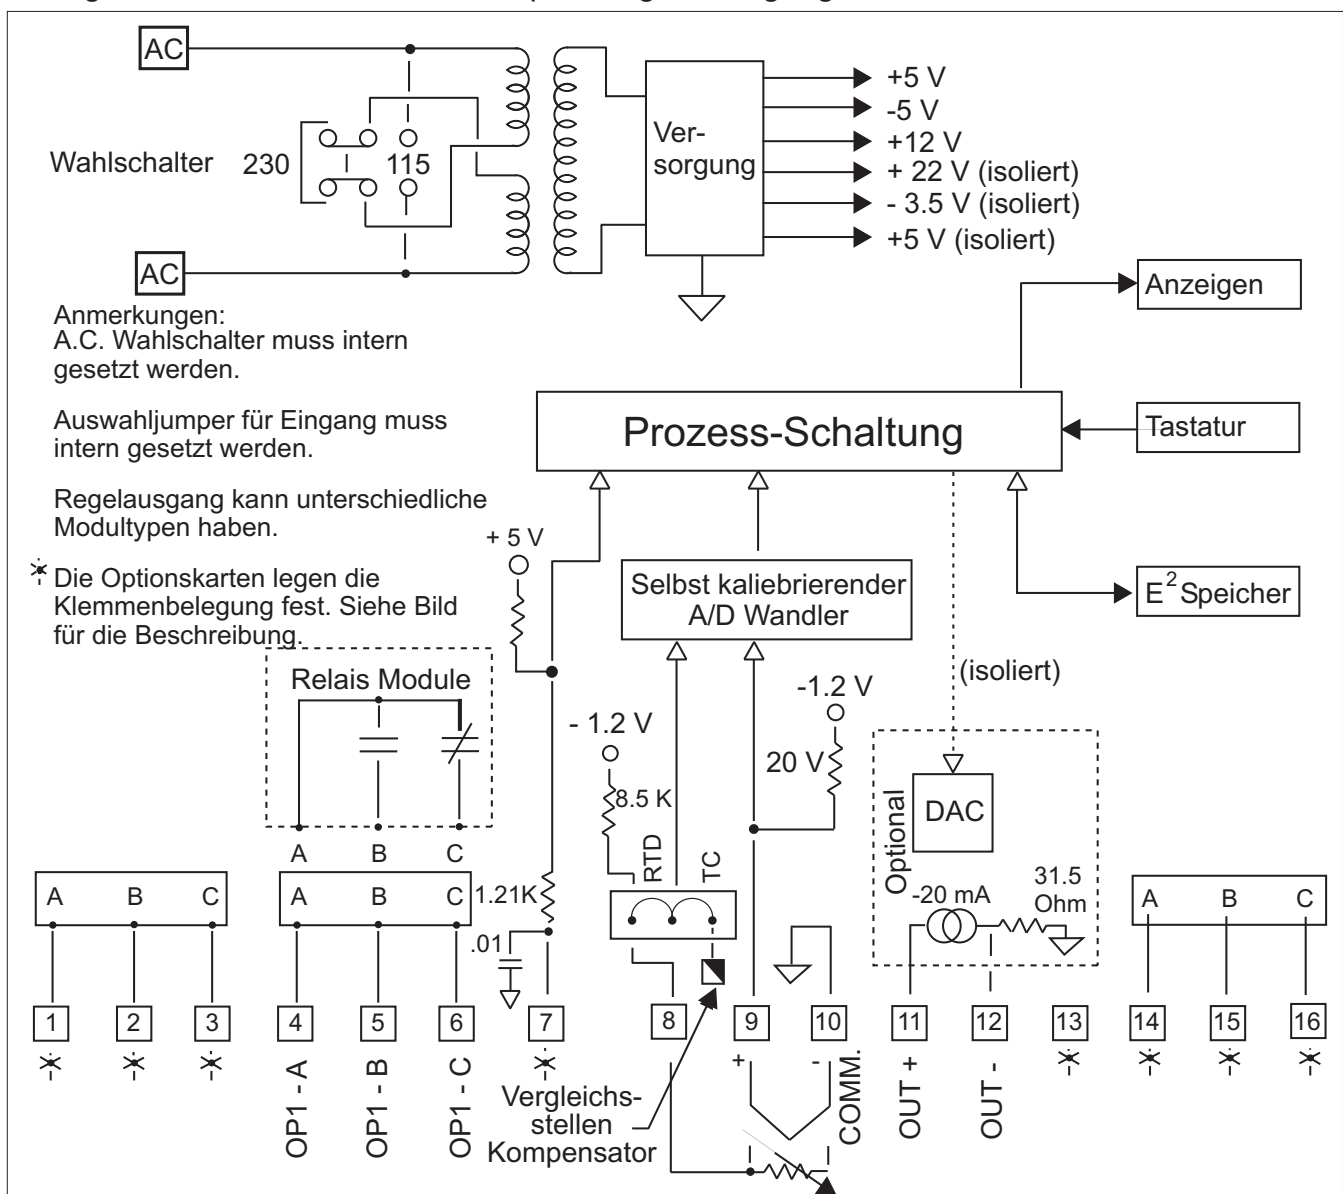 AC
+5 V
-5 V
+12 V
+ 22 V (isoliert)
- 3.5 V (isoliert)
+5 V (isoliert)
Ver-
sorgung
Wahlschalter
230
115
AC
Anzeigen
Anmerkungen:
A.C. Wahlschalter muss intern
gesetzt werden.
Auswahljumper für Eingang muss
intern gesetzt werden.
Regelausgang kann unterschiedliche
Modultypen haben.
Die Optionskarten legen die
Klemmenbelegung fest. Siehe Bild
für die Beschreibung.
Prozess-Schaltung
Tastatur
+ 5 V
Selbst kaliebrierender
A/D Wandler
E2 Speicher
(isoliert)
Relais Module
- 1.2 V
-1.2 V
8.5 K
20 V
RTD
TC
Optional
DAC
-20 mA
31.5
Ohm
A B C
A B C
A B C
1.21K
.01
A B C
1 2 3 4 5 6 7 8 9 10 11 12 13 14 15 16
+ -
OP1 - A
OP1 - B
OP1 - C
Vergleichs-
stellen
Kompensator
COMM.
OUT +
OUT -